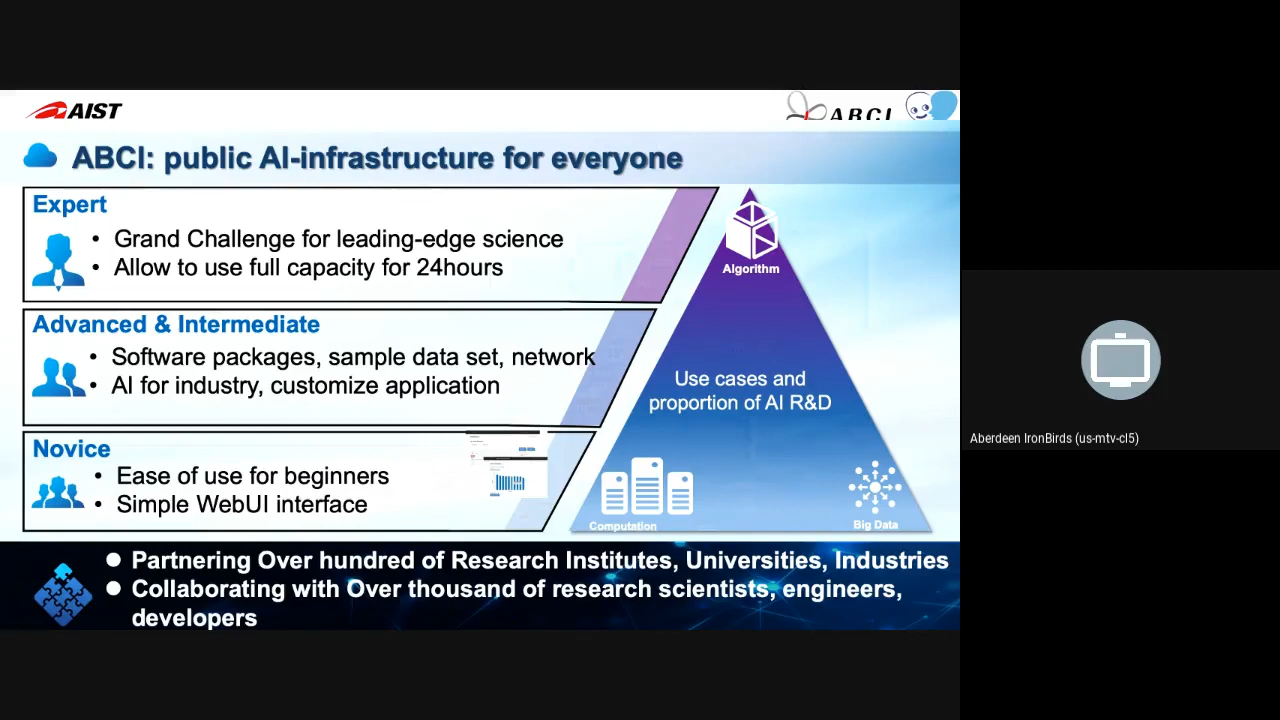 AIST
ABCI
ABCI: public AI-infrastructure for everyone
Expert
• Grand Challenge for leading-edge science
• Allow to use full capacity for 24hours
Advanced & Intermediate
• Software packages, sample data set, network
• AI for industry, customize application
Novice
• Ease of use for beginners
• Simple WebUI interface
Algorithm
Use cases and
proportion of AI R&D
Computation
Big Data
● Partnering Over hundred of Research Institutes, Universities, Industries
● Collaborating with Over thousand of research scientists, engineers,
developers
Aberdeen IronBirds (us-mtv-cl5)